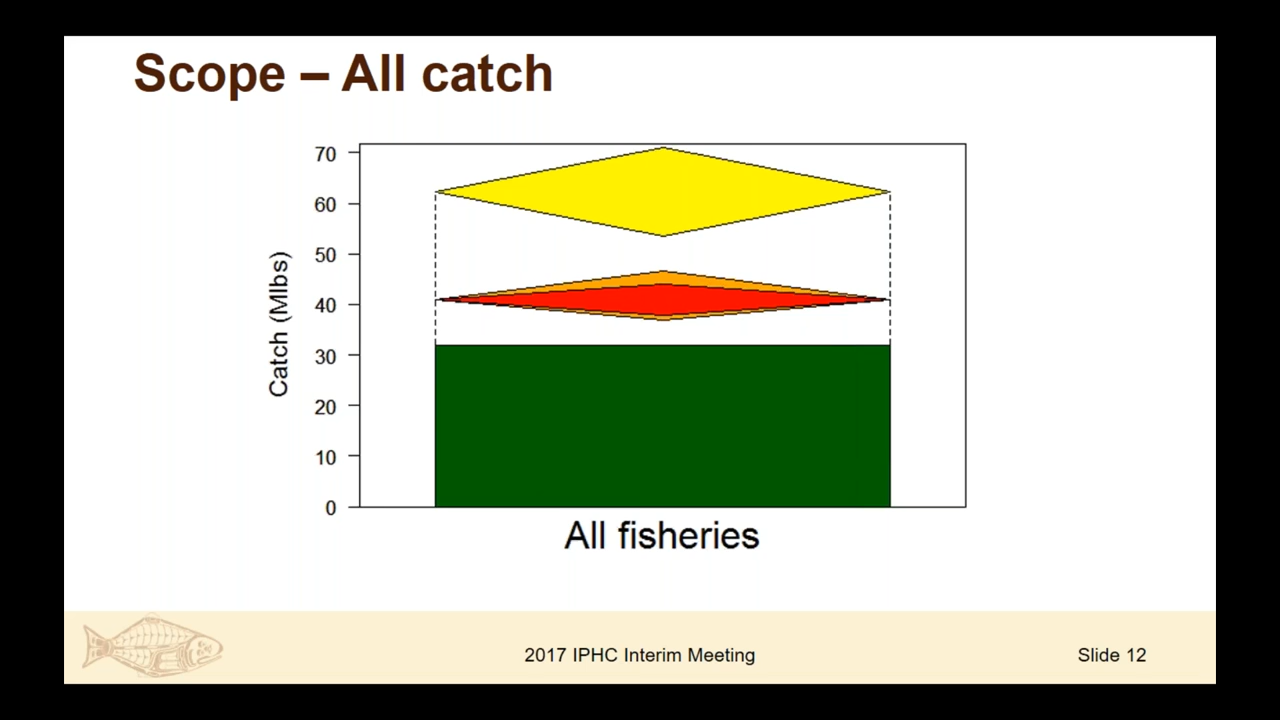 Scope – All catch
70
60
50
40
30
20
10
0
Catch (Mlbs)
All fisheries
2017 IPHC Interim Meeting
Slide 12